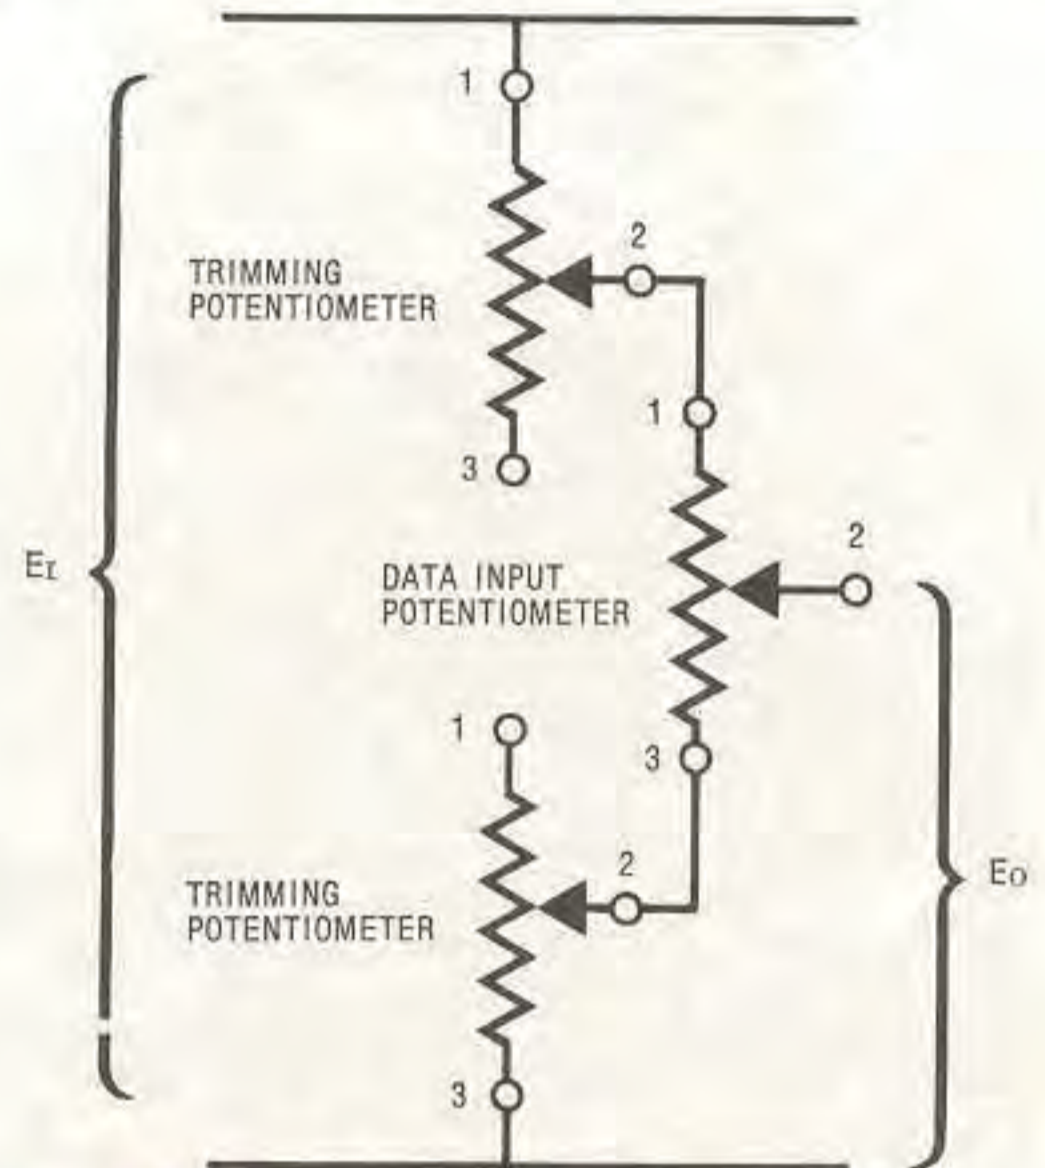 1
2
TRIMMING
POTENTIOMETER
1
3
EI
2
DATA INPUT
POTENTIOMETER
1
3
2
EO
TRIMMING
POTENTIOMETER
3